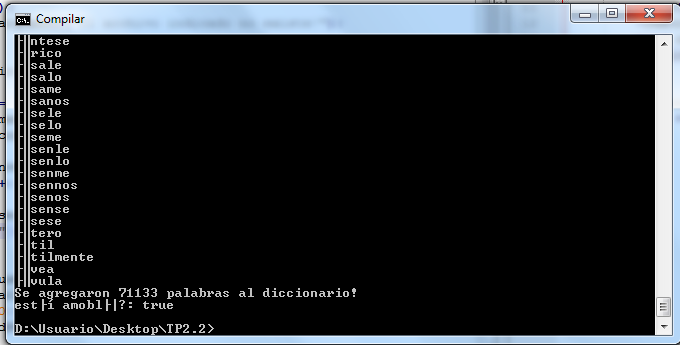 Compilar
├║ntese
├║rico
├║sale
├║salo
├║same
├║sanos
├║sele
├║selo
├║seme
├║senle
├║senlo
├║senme
├║sennos
├║senos
├║sense
├║sese
├║tero
├║til
├║tilmente
├║vea
├║vula
Se agregaron 71133 palabras al diccionario!
est├í amobl├│?: true
D:\Usuario\Desktop\TP2.2>